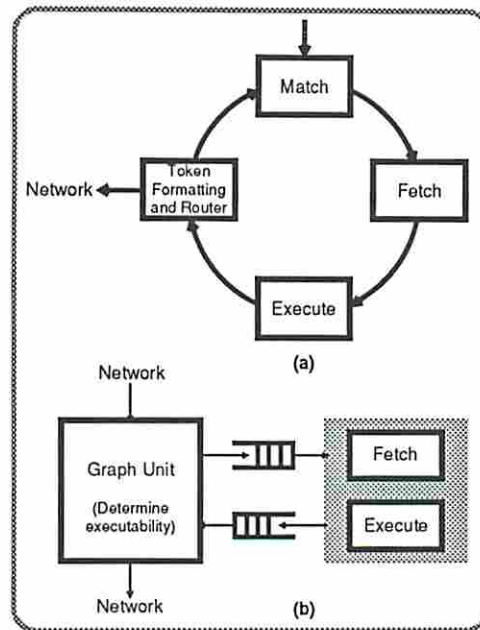 Match
Token
Formatting
and Router
Network
Fetch
Execute
(a)
Network
Graph Unit
(Determine
executability)
Fetch
Execute
Network
(b)